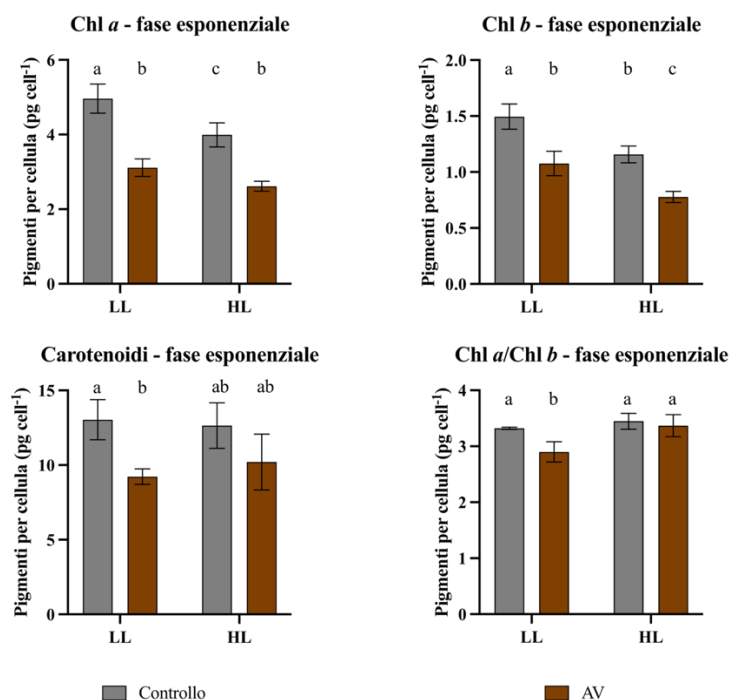 Chl a - fase esponenziale
Pigmenti per cellula (pg cell-1)
6
4
2
0
a b c b
LL HL
Chl b - fase esponenziale
Pigmenti per cellula (pg cell-1)
2.0
1.5
1.0
0.5
0.0
a b b c
LL HL
Carotenoidi - fase esponenziale
Pigmenti per cellula (pg cell-1)
15
10
5
0
a b ab ab
LL HL
Chl a/Chl b - fase esponenziale
Pigmenti per cellula (pg cell-1)
4
3
2
1
0
a b a a
LL HL
Controllo AV